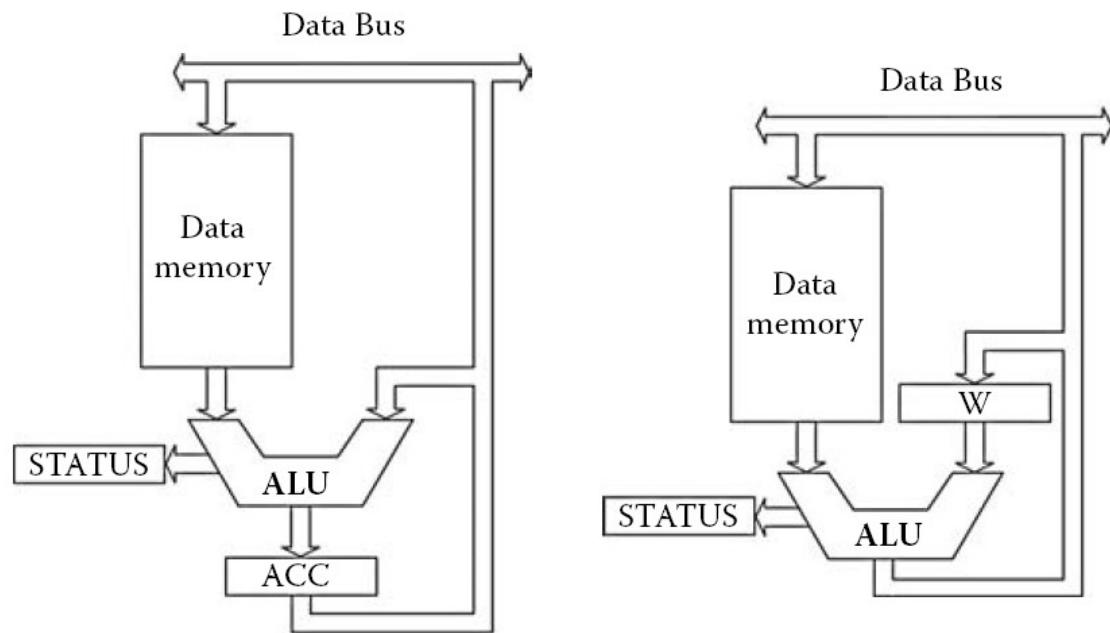 Data Bus
Data
memory
STATUS
ALU
ACC
Data Bus
Data
memory
W
STATUS
ALU